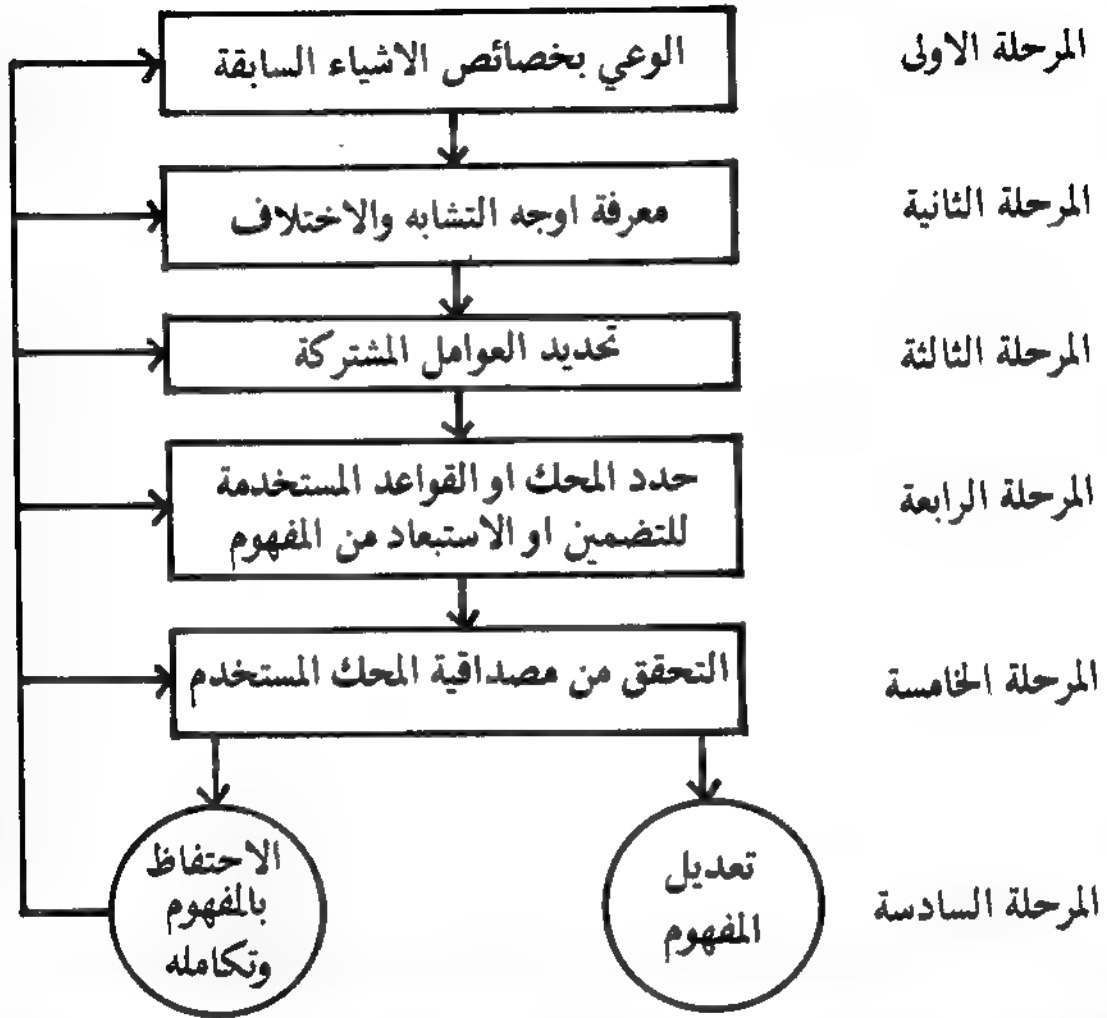 المرحلة الاولى
الوعي بخصائص الاشياء السابقة
المرحلة الثانية
معرفة اوجه التشابه والاختلاف
المرحلة الثالثة
تحديد العوامل المشتركة
المرحلة الرابعة
حدد المحك او القواعد المستخدمة
للتضمين او الاستبعاد من المفهوم
المرحلة الخامسة
التحقق من مصداقية المحك المستخدم
المرحلة السادسة
تعديل
المفهوم
الاحتفاظ
بالمفهوم
وتكامله